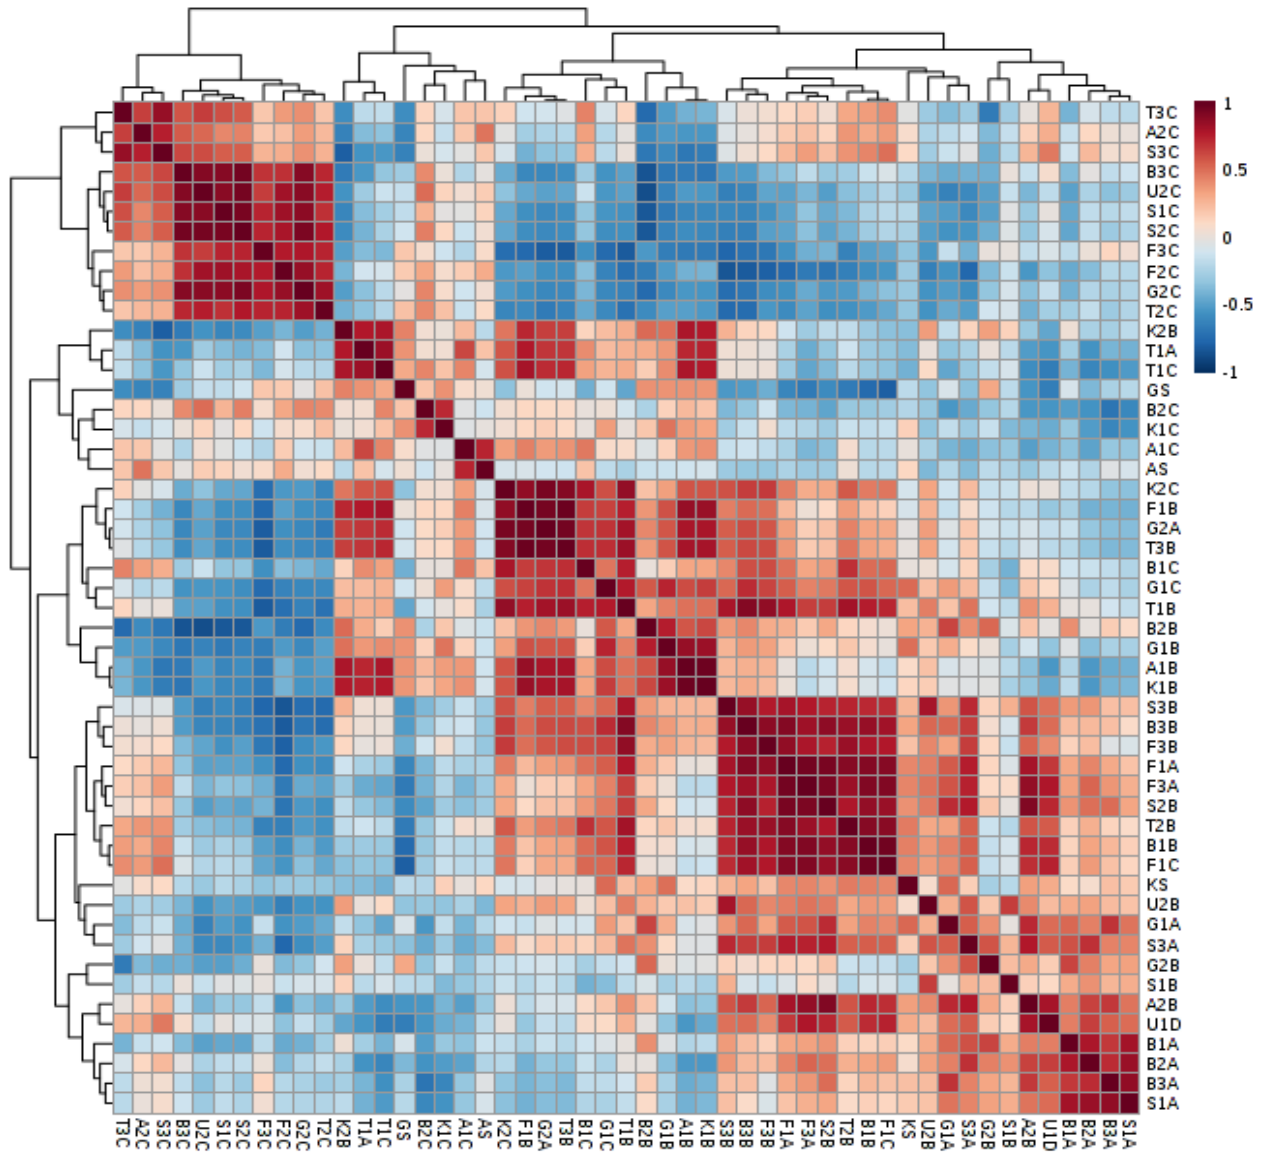 T3C
A2C
S3C
B3C
U2C
S1C
S2C
F3C
F2C
G2C
T2C
K2B
T1A
T1C
GS
B2C
K1C
A1C
AS
K2C
F1B
G2A
T3B
B1C
G1C
T1B
B2B
G1B
A1B
K1B
S3B
B3B
F3B
F1A
F3A
S2B
T2B
B1B
F1C
KS
U2B
G1A
S3A
G2B
S1B
A2B
U1D
B1A
B2A
B3A
S1A
1
0.5
0
-0.5
-1
T3C
A2C
S3C
B3C
U2C
S1C
S2C
F3C
F2C
G2C
T2C
K2B
T1A
T1C
GS
B2C
K1C
A1C
AS
K2C
F1B
G2A
T3B
B1C
G1C
T1B
B2B
G1B
A1B
K1B
S3B
B3B
F3B
F1A
F3A
S2B
T2B
B1B
F1C
KS
U2B
G1A
S3A
G2B
S1B
A2B
U1D
B1A
B2A
B3A
S1A